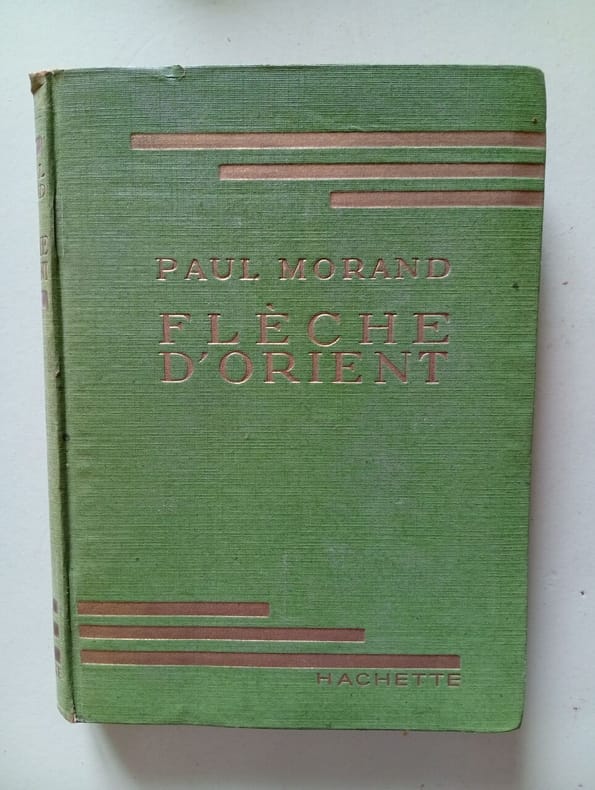 PAUL MORAND
FLÈCHE
D'ORIENT
HACHETTE